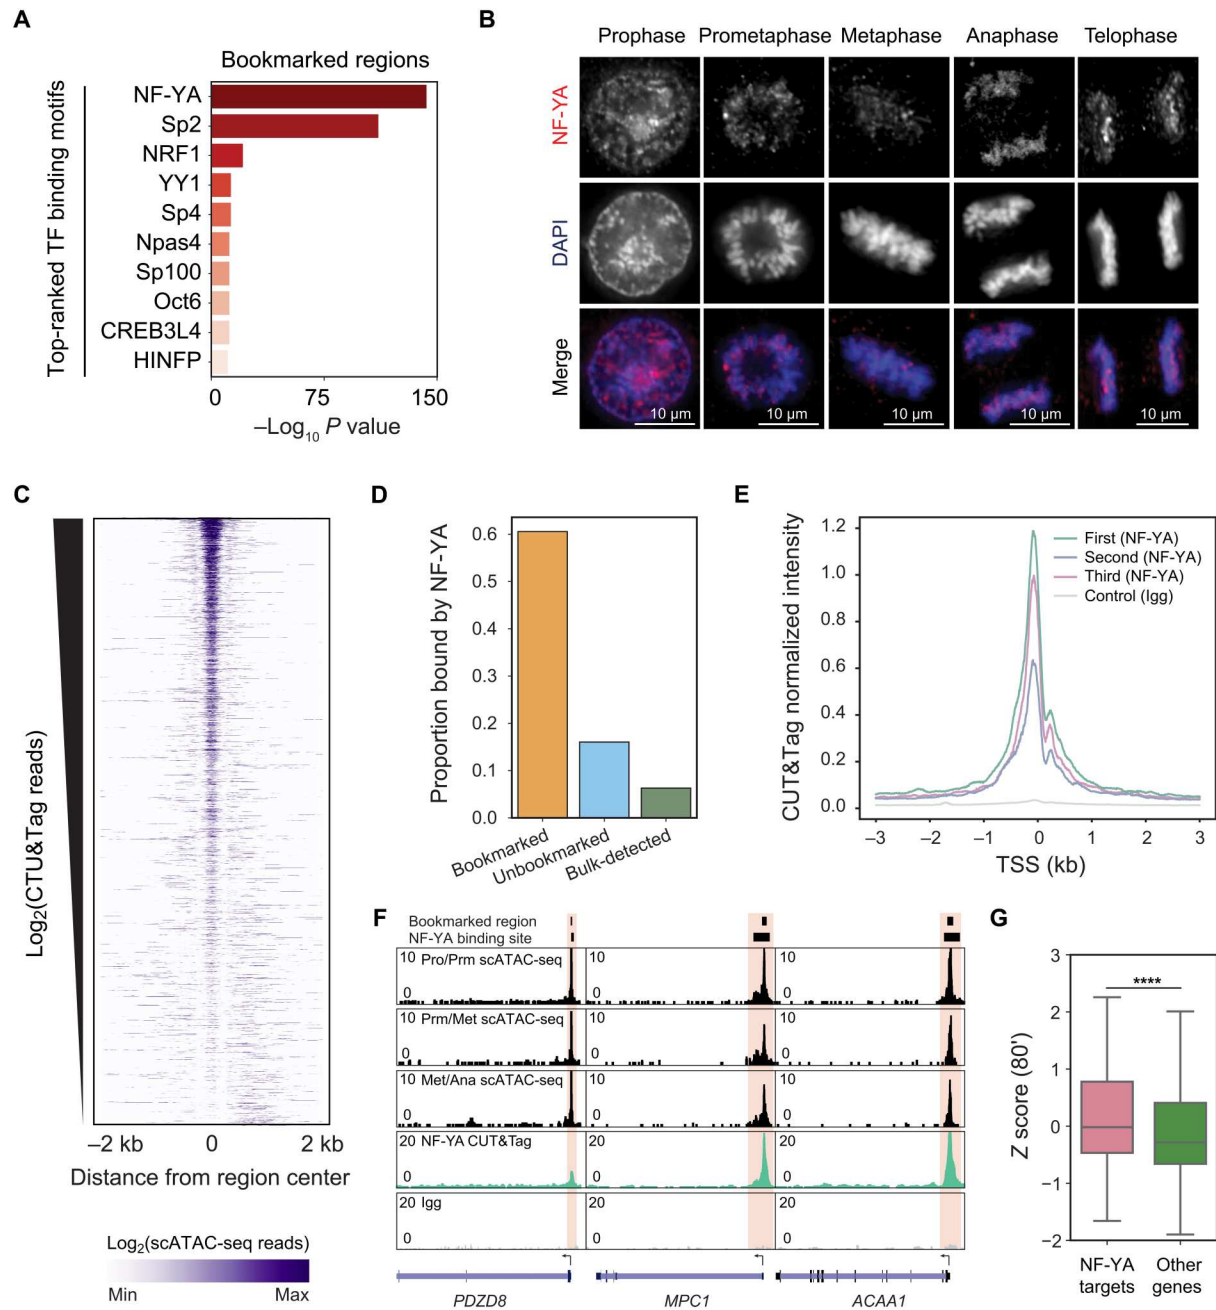 A
Bookmarked regions
Top-ranked TF binding motifs
NF-YA
Sp2
NRF1
YY1
Sp4
Npas4
Sp100
Oct6
CREB3L4
HINFP
0 75 150
–Log10 P value
B
Prophase Prometaphase Metaphase Anaphase Telophase
NF-YA
DAPI
Merge
10 µm 10 µm 10 µm 10 µm 10 µm
C
Log2(CTU&Tag reads)
–2 kb 0 2 kb
Distance from region center
Log2(scATAC-seq reads)
Min Max
D
Proportion bound by NF-YA
0.6
0.5
0.4
0.3
0.2
0.1
0.0
Bookmarked
Unbookmarked
Bulk-detected
E
CUT&Tag normalized intensity
1.2
1.0
0.8
0.6
0.4
0.2
0.0
First (NF-YA)
Second (NF-YA)
Third (NF-YA)
Control (Igg)
–3 –2 –1 0 1 2 3
TSS (kb)
F
Bookmarked region
NF-YA binding site
10 Pro/Prm scATAC-seq 10 10
0 0 0
10 Prm/Met scATAC-seq 10 10
0 0 0
10 Met/Ana scATAC-seq 10 10
0 0 0
20 NF-YA CUT&Tag 20 20
0 0 0
20 Igg 20 20
0 0 0
PDZD8 MPC1 ACAA1
G
Z score (80')
3
2
1
0
−1
−2
****
NF-YA targets
Other genes